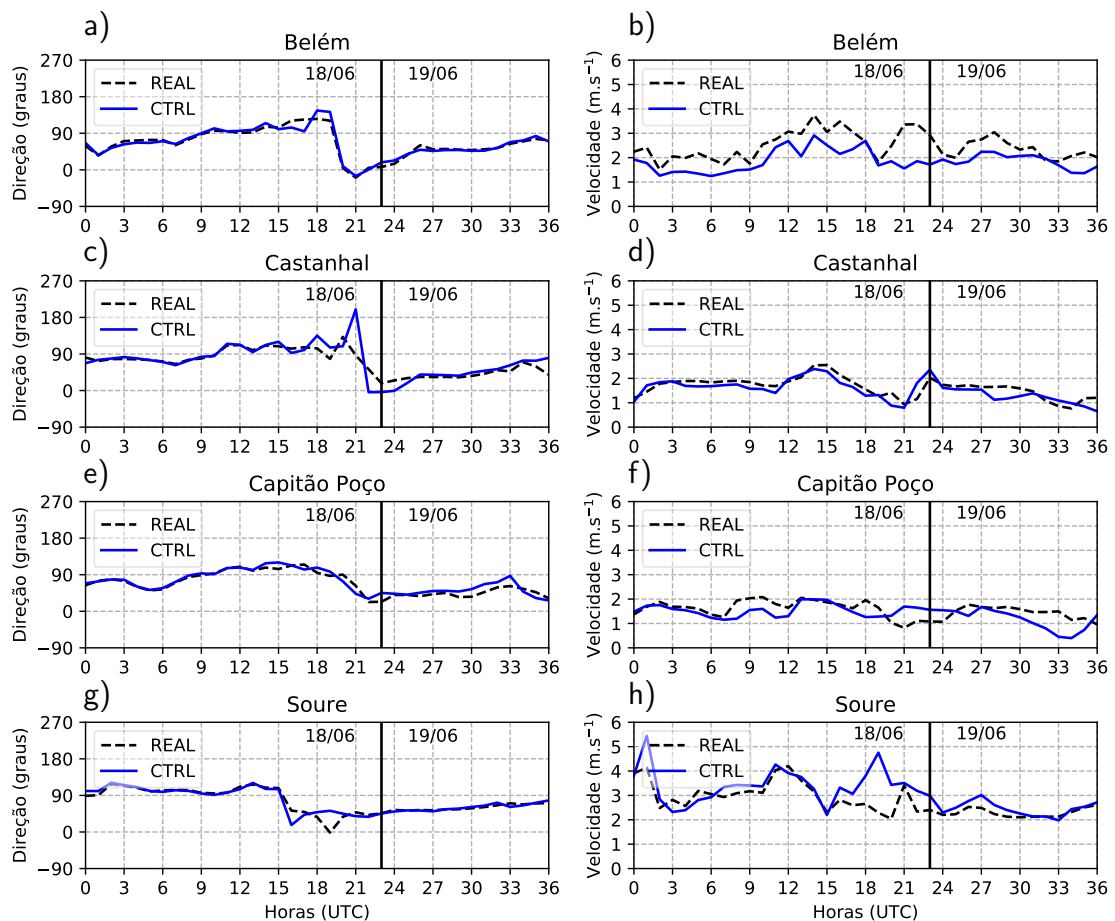 a)
Belém
Direção (graus)
270
180
90
0
−90
REAL
CTRL
18/06
19/06
0 3 6 9 12 15 18 21 24 27 30 33 36
b)
Belém
Velocidade (m.s⁻¹)
6
5
4
3
2
1
0
REAL
CTRL
18/06
19/06
0 3 6 9 12 15 18 21 24 27 30 33 36
c)
Castanhal
Direção (graus)
270
180
90
0
−90
REAL
CTRL
18/06
19/06
0 3 6 9 12 15 18 21 24 27 30 33 36
d)
Castanhal
Velocidade (m.s⁻¹)
6
5
4
3
2
1
0
REAL
CTRL
18/06
19/06
0 3 6 9 12 15 18 21 24 27 30 33 36
e)
Capitão Poço
Direção (graus)
270
180
90
0
−90
REAL
CTRL
18/06
19/06
0 3 6 9 12 15 18 21 24 27 30 33 36
f)
Capitão Poço
Velocidade (m.s⁻¹)
6
5
4
3
2
1
0
REAL
CTRL
18/06
19/06
0 3 6 9 12 15 18 21 24 27 30 33 36
g)
Soure
Direção (graus)
270
180
90
0
−90
REAL
CTRL
18/06
19/06
0 3 6 9 12 15 18 21 24 27 30 33 36
Horas (UTC)
h)
Soure
Velocidade (m.s⁻¹)
6
5
4
3
2
1
0
REAL
CTRL
18/06
19/06
0 3 6 9 12 15 18 21 24 27 30 33 36
Horas (UTC)